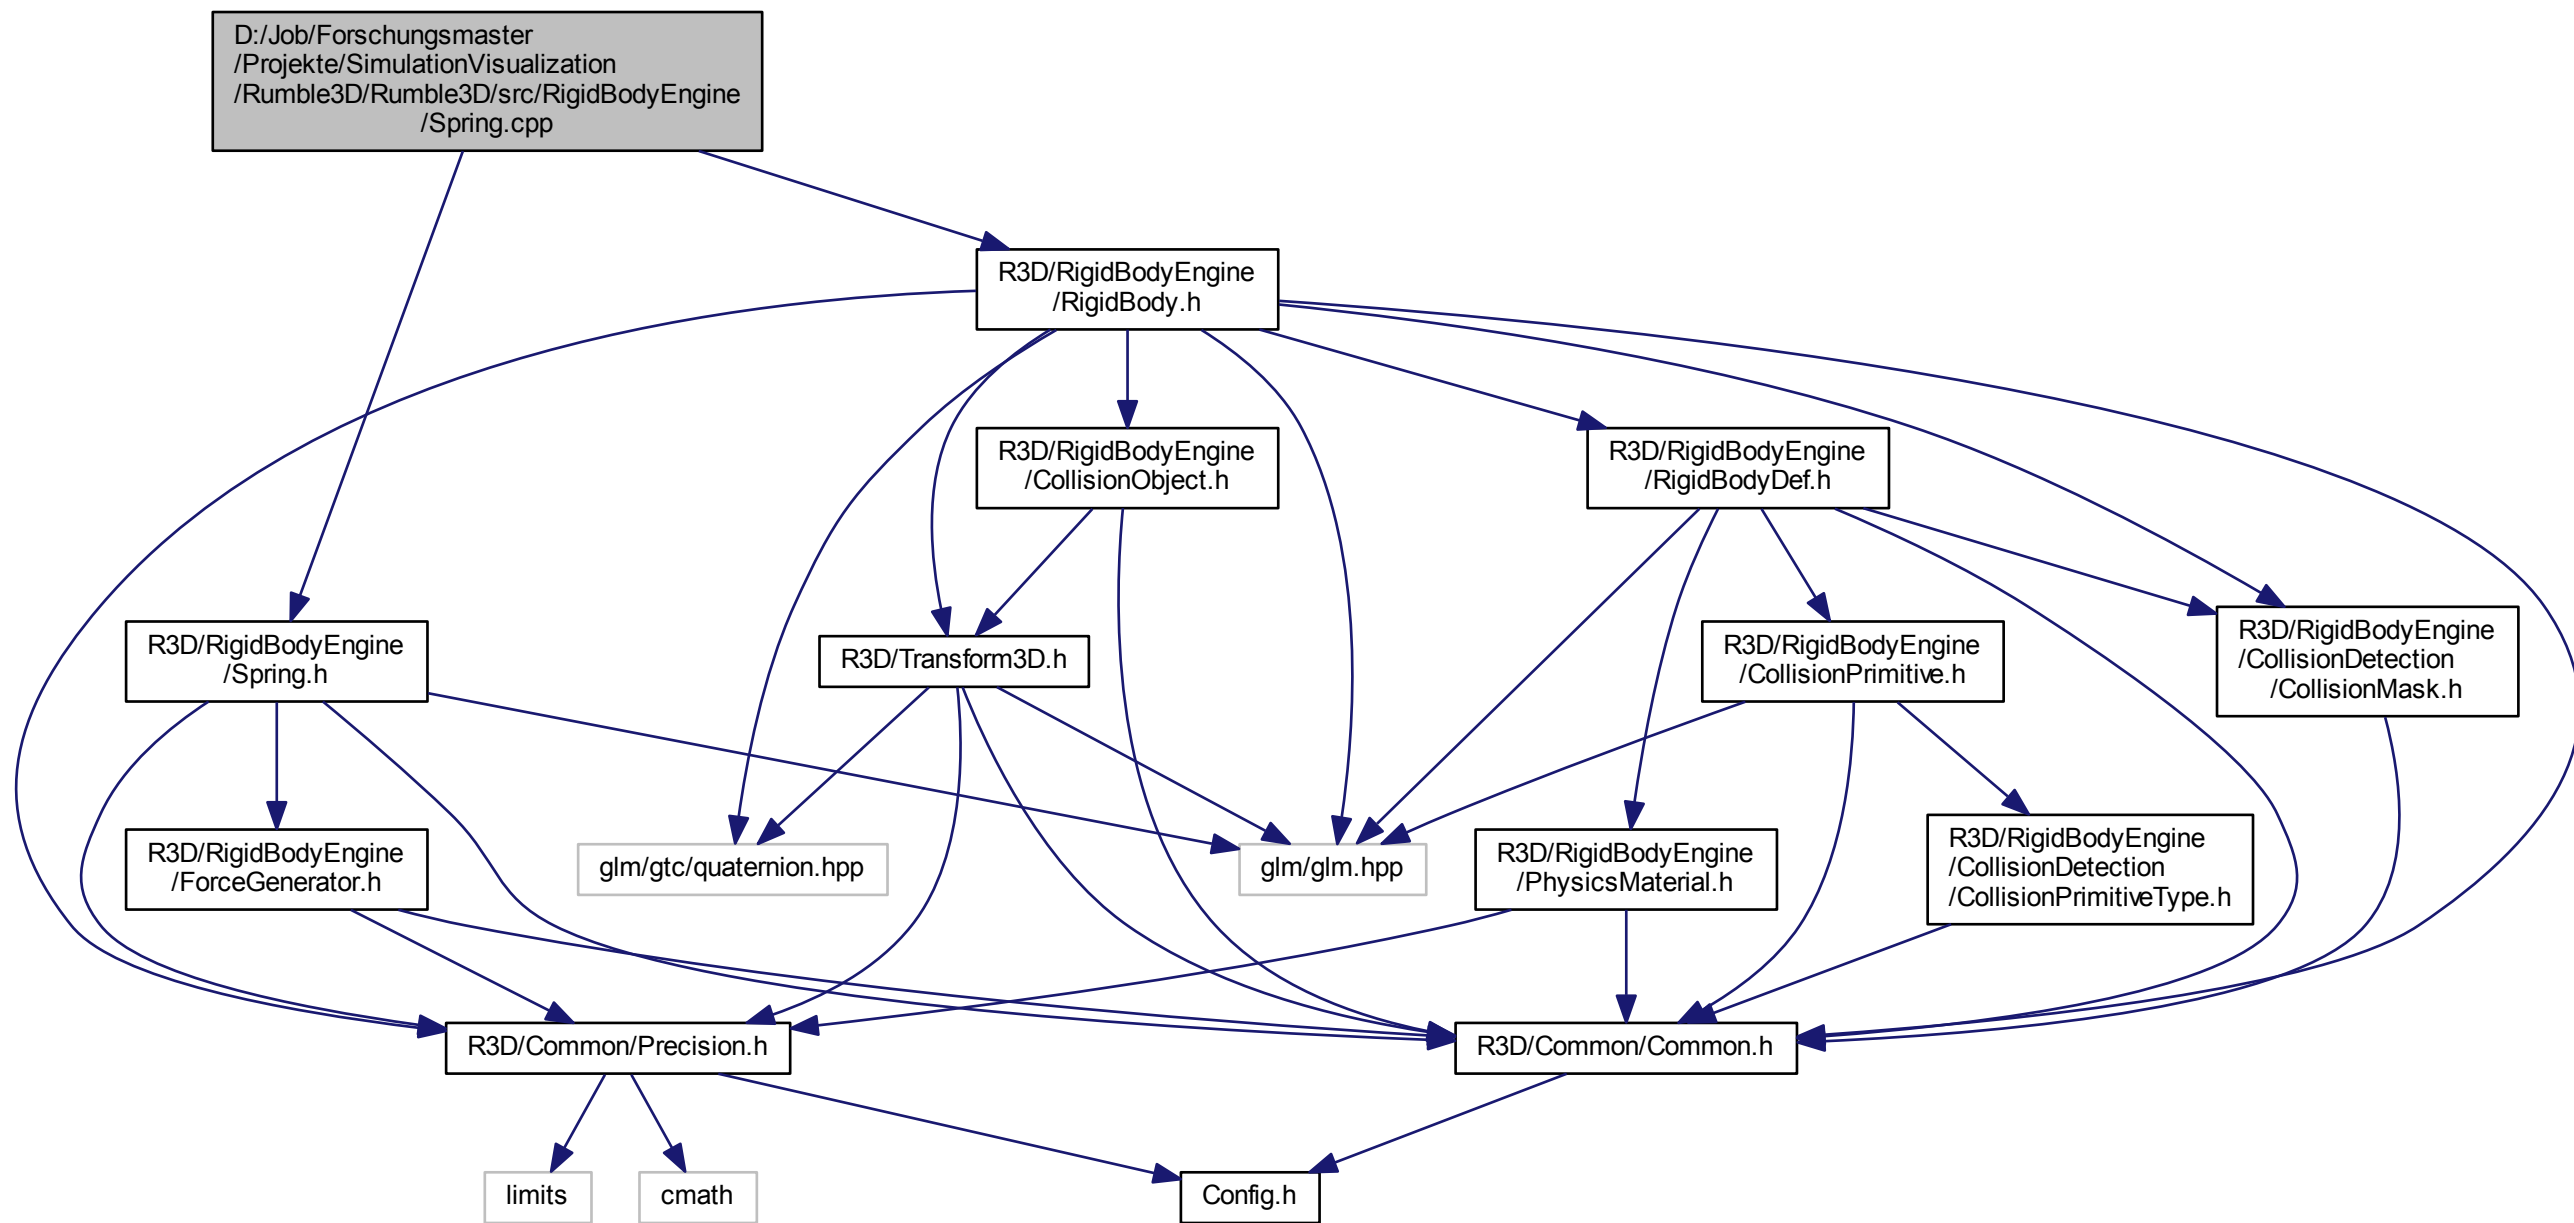 D:/Job/Forschungsmaster
/Projekte/SimulationVisualization
/Rumble3D/Rumble3D/src/RigidBodyEngine
/Spring.cpp
R3D/RigidBodyEngine
/RigidBody.h
R3D/RigidBodyEngine
/CollisionObject.h
R3D/RigidBodyEngine
/RigidBodyDef.h
R3D/RigidBodyEngine
/Spring.h
R3D/Transform3D.h
R3D/RigidBodyEngine
/CollisionPrimitive.h
R3D/RigidBodyEngine
/CollisionDetection
/CollisionMask.h
R3D/RigidBodyEngine
/ForceGenerator.h
glm/gtc/quaternion.hpp
glm/glm.hpp
R3D/RigidBodyEngine
/PhysicsMaterial.h
R3D/RigidBodyEngine
/CollisionDetection
/CollisionPrimitiveType.h
R3D/Common/Precision.h
R3D/Common/Common.h
limits
cmath
Config.h